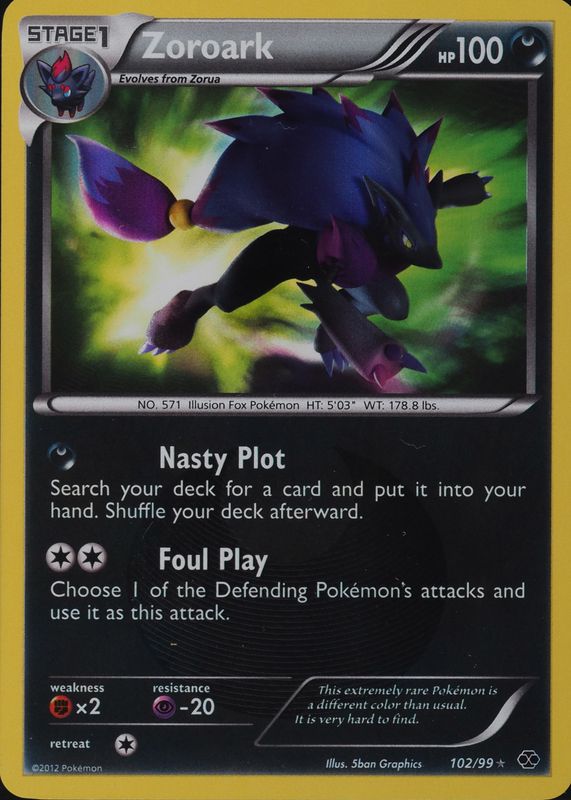 STAGE1
Zoroark
HP100
Evolves from Zorua
NO. 571 Illusion Fox Pokémon HT: 5'03" WT: 178.8 lbs.
Nasty Plot
Search your deck for a card and put it into your
hand. Shuffle your deck afterward.
Foul Play
Choose 1 of the Defending Pokémon's attacks and
use it as this attack.
weakness
resistance
×2
-20
This extremely rare Pokémon is
a different color than usual.
It is very hard to find.
retreat
©2012 Pokémon
Illus. 5ban Graphics
102/99